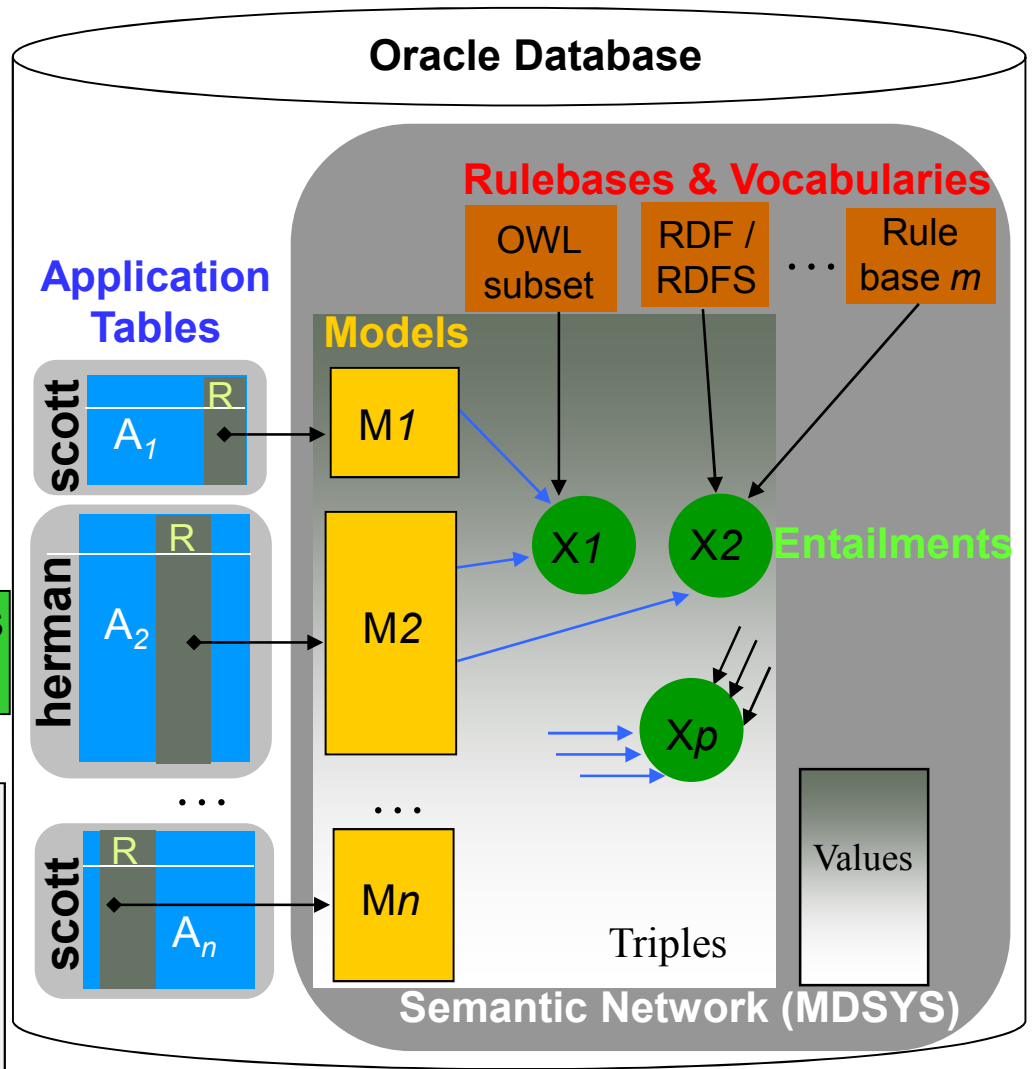 Oracle Database
Rulebases & Vocabularies
OWL
subset
RDF /
RDFS
...
Rule
base m
Application
Tables
Models
scott
R
A1
M1
X1
X2
Entailments
herman
R
A2
M2
Xp
s
...
...
scott
R
An
Mn
Values
Triples
Semantic Network (MDSYS)